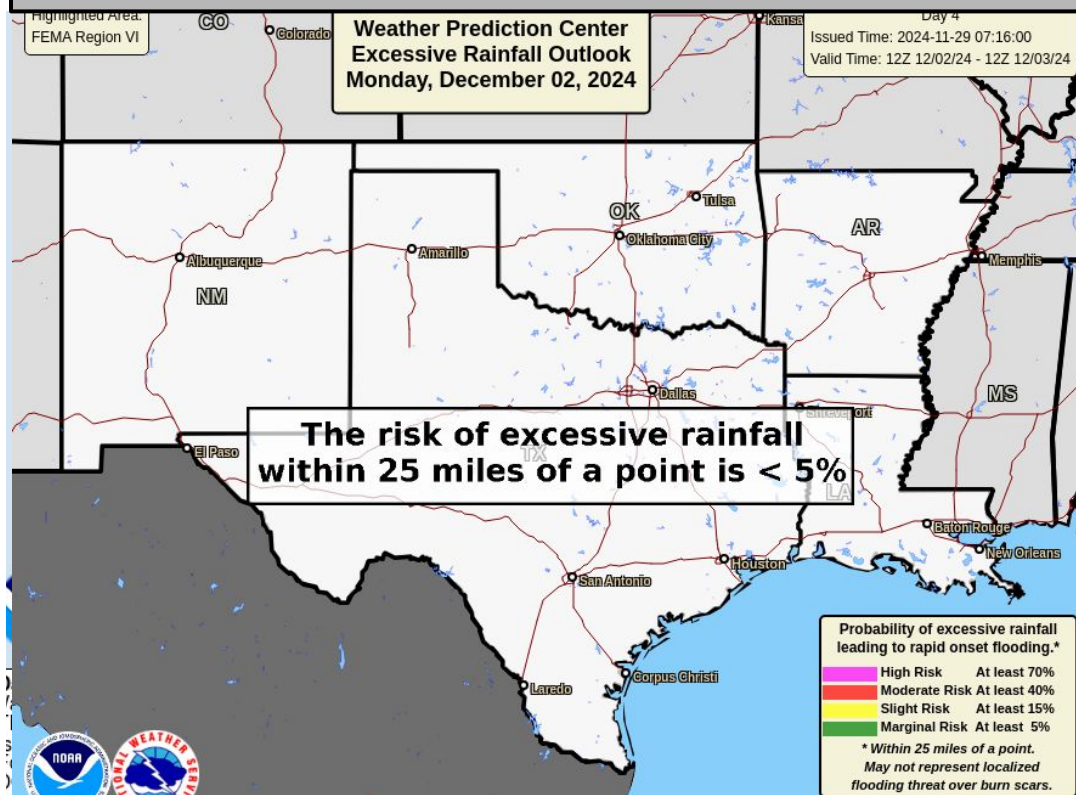 Highlighted Area:
FEMA Region VI
Weather Prediction Center
Excessive Rainfall Outlook
Monday, December 02, 2024
Day 4
Issued Time: 2024-11-29 07:16:00
Valid Time: 12Z 12/02/24 - 12Z 12/03/24
CO
Colorado
Kansa
Tulsa
OK
Oklahoma City
AR
Amarillo
Albuquerque
Memphis
NM
Dallas
MS
Shreveport
The risk of excessive rainfall
within 25 miles of a point is < 5%
El Paso
TX
LA
Baton Rouge
New Orleans
Houston
San Antonio
Corpus Christi
Laredo
Probability of excessive rainfall
leading to rapid onset flooding.*
High Risk At least 70%
Moderate Risk At least 40%
Slight Risk At least 15%
Marginal Risk At least 5%
* Within 25 miles of a point.
May not represent localized
flooding threat over burn scars.
NOAA
WEATHER SERV